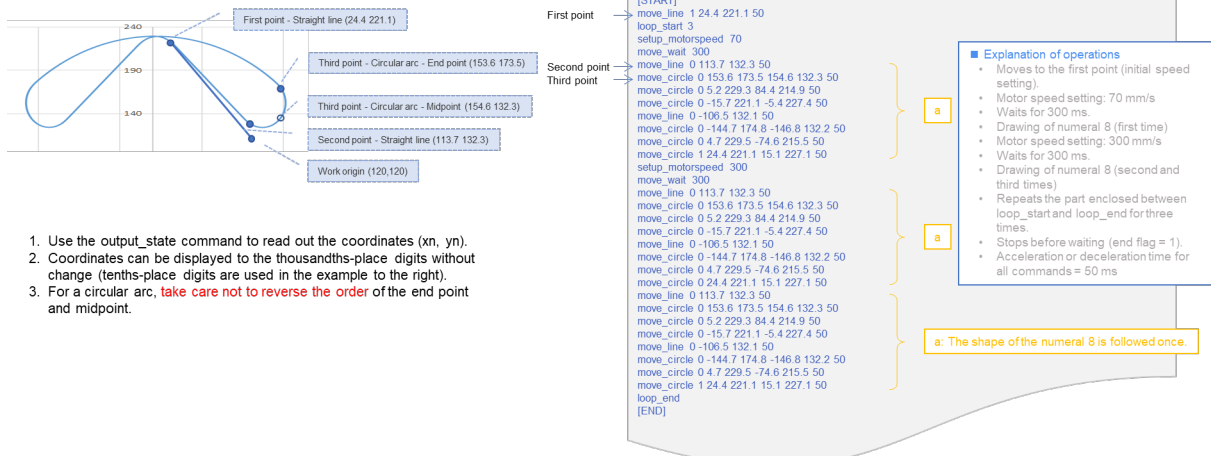 240
190
140
First point - Straight line (24.4 221.1)
Third point - Circular arc - End point (153.6 173.5)
Third point - Circular arc - Midpoint (154.6 132.3)
Second point - Straight line (113.7 132.3)
Work origin (120,120)
1. Use the output_state command to read out the coordinates (xn, yn).
2. Coordinates can be displayed to the thousandths-place digits without
change (tenths-place digits are used in the example to the right).
3. For a circular arc, take care not to reverse the order of the end point
and midpoint.
First point
Second point
Third point
[START]
move_line 1 24.4 221.1 50
loop_start 3
setup_motorspeed 70
move_wait 300
move_line 0 113.7 132.3 50
move_circle 0 153.6 173.5 154.6 132.3 50
move_circle 0 5.2 229.3 84.4 214.9 50
move_circle 0 -15.7 221.1 -5.4 227.4 50
move_line 0 -106.5 132.1 50
move_circle 0 -144.7 174.8 -146.8 132.2 50
move_circle 0 4.7 229.5 -74.6 215.5 50
move_circle 1 24.4 221.1 15.1 227.1 50
setup_motorspeed 300
move_wait 300
move_line 0 113.7 132.3 50
move_circle 0 153.6 173.5 154.6 132.3 50
move_circle 0 5.2 229.3 84.4 214.9 50
move_circle 0 -15.7 221.1 -5.4 227.4 50
move_line 0 -106.5 132.1 50
move_circle 0 -144.7 174.8 -146.8 132.2 50
move_circle 0 4.7 229.5 -74.6 215.5 50
move_circle 0 24.4 221.1 15.1 227.1 50
move_line 0 113.7 132.3 50
move_circle 0 153.6 173.5 154.6 132.3 50
move_circle 0 5.2 229.3 84.4 214.9 50
move_circle 0 -15.7 221.1 -5.4 227.4 50
move_line 0 -106.5 132.1 50
move_circle 0 -144.7 174.8 -146.8 132.2 50
move_circle 0 4.7 229.5 -74.6 215.5 50
move_circle 1 24.4 221.1 15.1 227.1 50
loop_end
[END]
a
a
a: The shape of the numeral 8 is followed once.
■ Explanation of operations
• Moves to the first point (initial speed
setting).
• Motor speed setting: 70 mm/s
• Waits for 300 ms.
• Drawing of numeral 8 (first time)
• Motor speed setting: 300 mm/s
• Waits for 300 ms.
• Drawing of numeral 8 (second and
third times)
• Repeats the part enclosed between
loop_start and loop_end for three
times.
• Stops before waiting (end flag = 1).
• Acceleration or deceleration time for
all commands = 50 ms